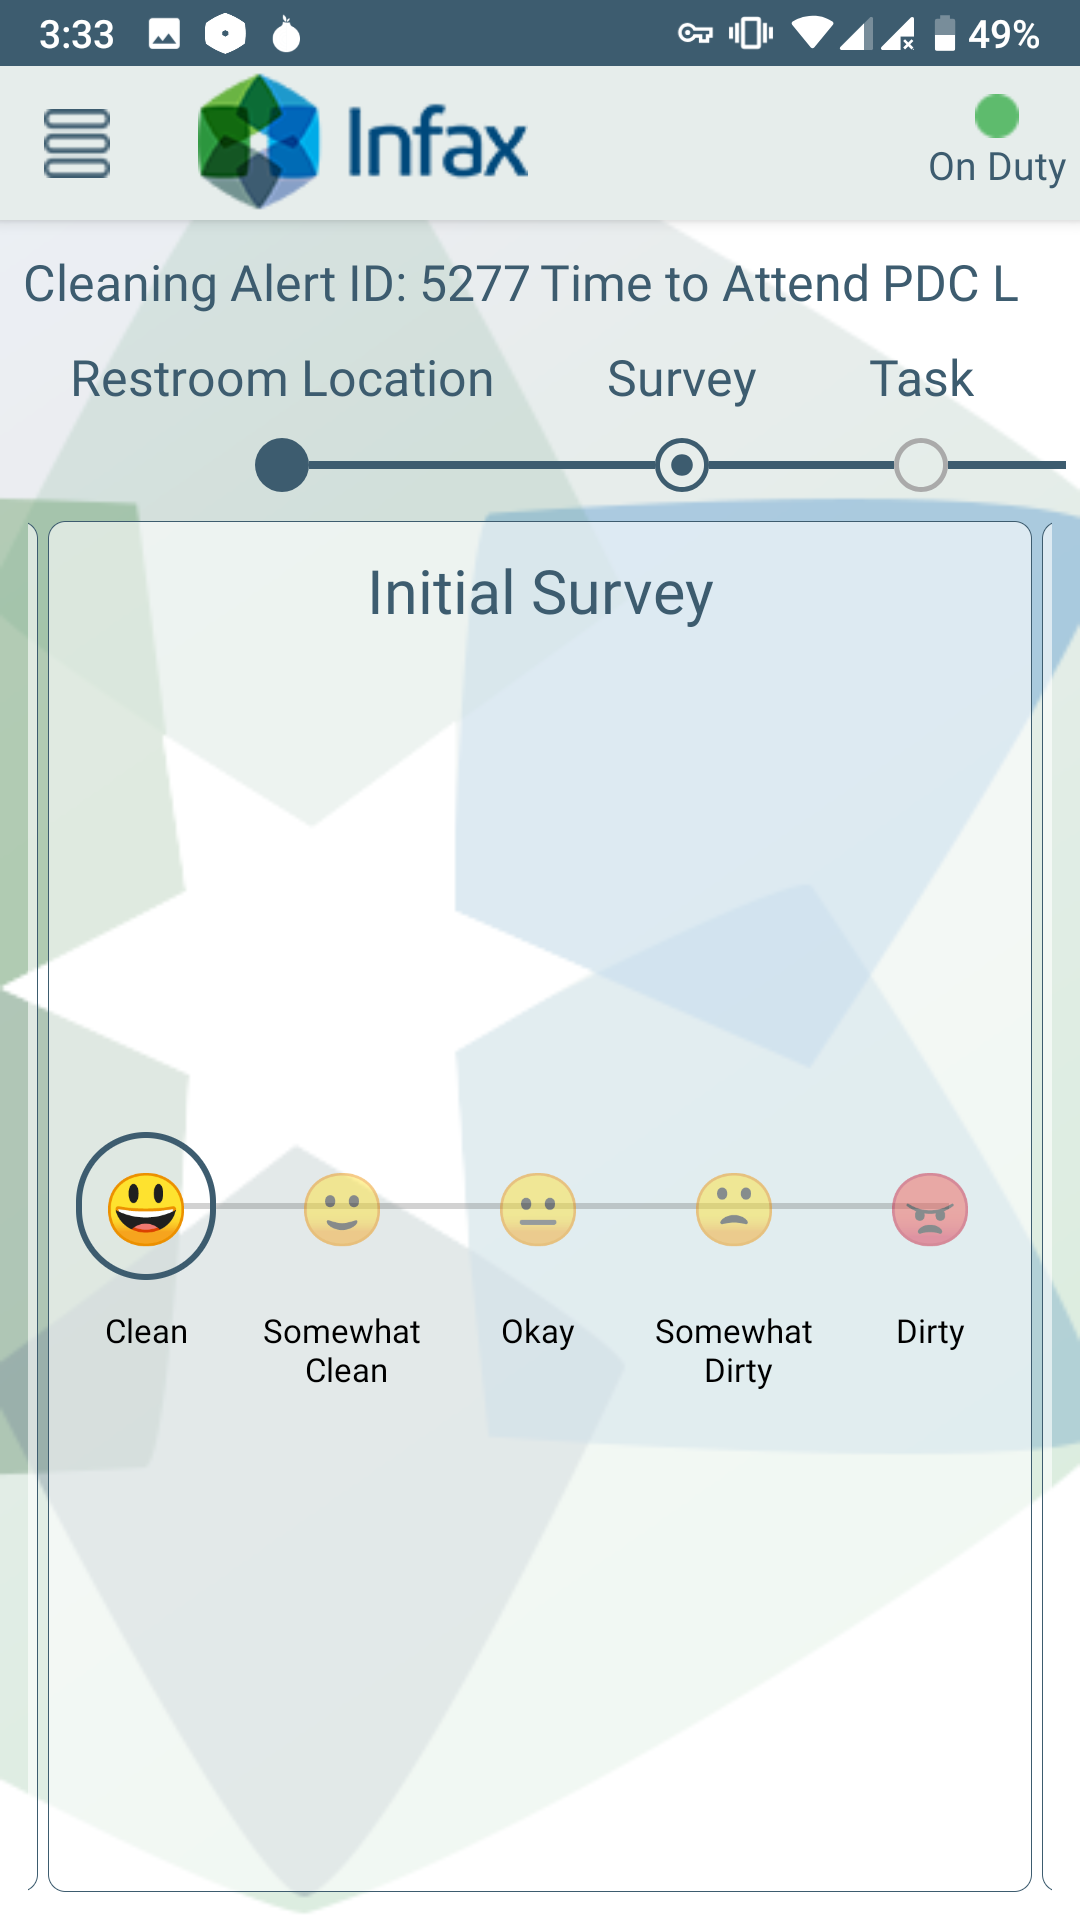 3:33 49%
Infax
On Duty
Cleaning Alert ID: 5277 Time to Attend PDC L
Restroom Location Survey Task
Initial Survey
Clean Somewhat Okay Somewhat Dirty
Clean Dirty